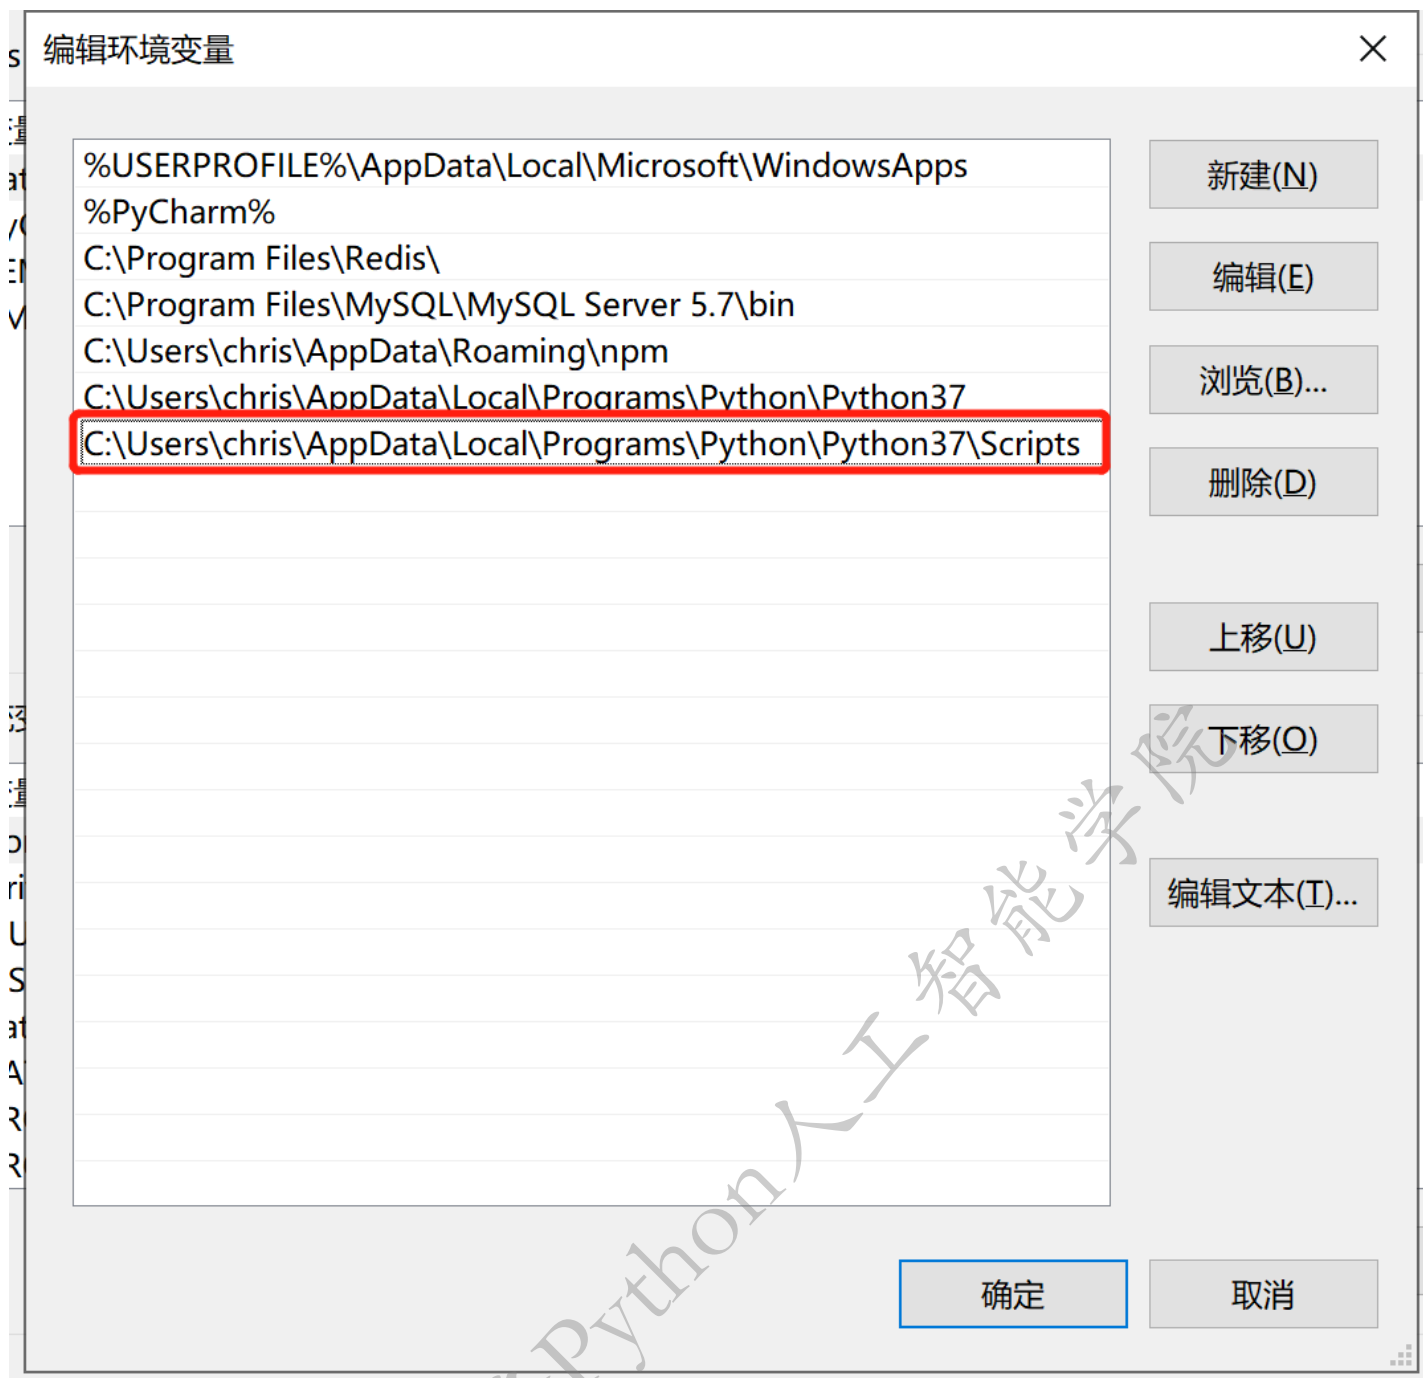 编辑环境变量
%USERPROFILE%\AppData\Local\Microsoft\WindowsApps
%PyCharm%
C:\Program Files\Redis\
C:\Program Files\MySQL\MySQL Server 5.7\bin
C:\Users\chris\AppData\Roaming\npm
C:\Users\chris\AppData\Local\Programs\Python\Python37
C:\Users\chris\AppData\Local\Programs\Python\Python37\Scripts
新建(N)
编辑(E)
浏览(B)...
删除(D)
上移(U)
下移(O)
编辑文本(T)...
确定
取消
Python人工智能学院